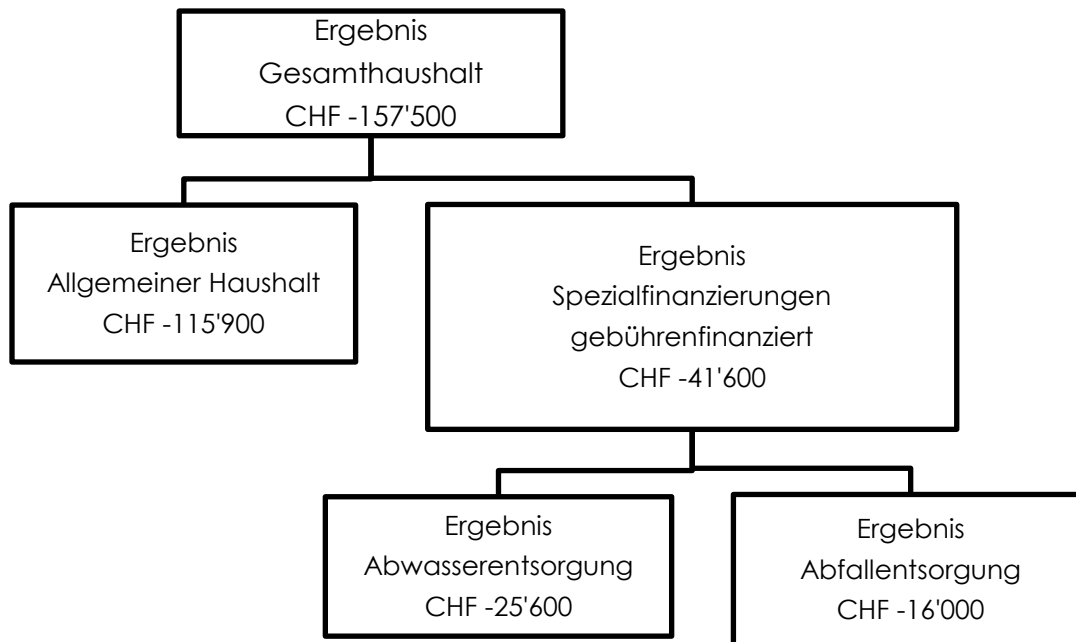 Ergebnis
Gesamthaushalt
CHF -157'500
Ergebnis
Allgemeiner Haushalt
CHF -115'900
Ergebnis
Spezialfinanzierungen
gebührenfinanziert
CHF -41'600
Ergebnis
Abwasserentsorgung
CHF -25'600
Ergebnis
Abfallentsorgung
CHF -16'000